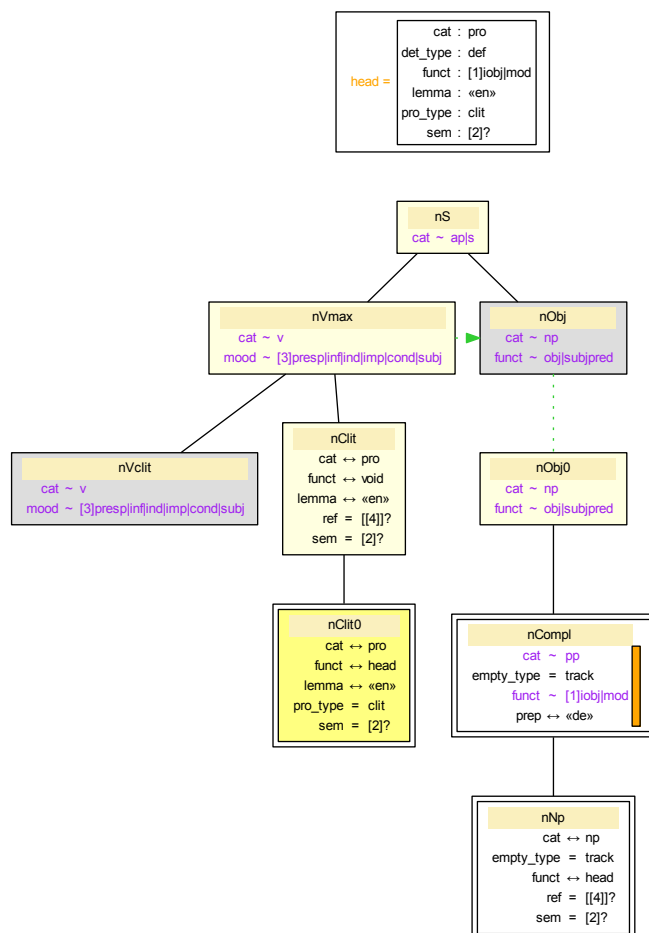 head =
cat : pro
det_type : def
funct : [1]iobj|mod
lemma : «en»
pro_type : clit
sem : [2]?
nS
cat ~ ap|s
nVmax
cat ~ v
mood ~ [3]presp|inf|ind|imp|cond|subj
nObj
cat ~ np
funct ~ obj|subjpred
nVclit
cat ~ v
mood ~ [3]presp|inf|ind|imp|cond|subj
nClit
cat ↔ pro
funct ↔ void
lemma ↔ «en»
ref = [[4]]?
sem = [2]?
nObj0
cat ~ np
funct ~ obj|subjpred
nClit0
cat ↔ pro
funct ↔ head
lemma ↔ «en»
pro_type = clit
sem = [2]?
nCompl
cat ~ pp
empty_type = track
funct ~ [1]iobj|mod
prep ↔ «de»
nNp
cat ↔ np
empty_type = track
funct ↔ head
ref = [[4]]?
sem = [2]?